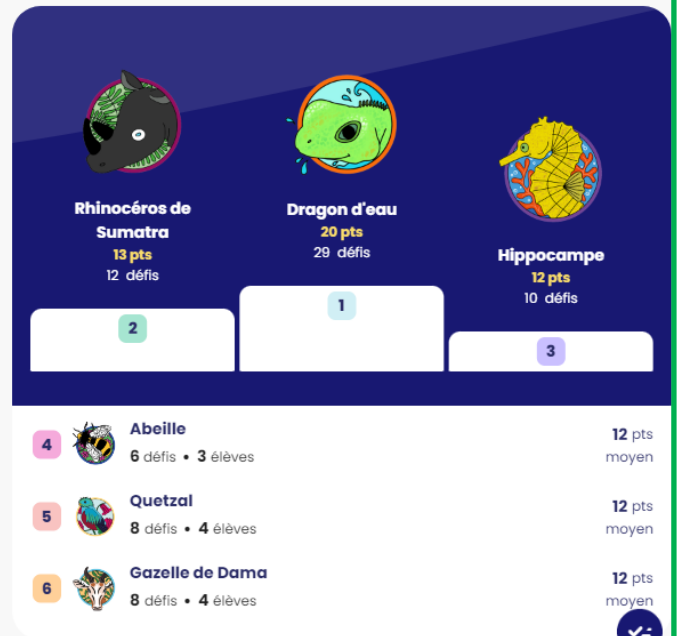 Rhinocéros de
Sumatra
13 pts
12 défis
2
Dragon d'eau
20 pts
29 défis
1
Hippocampe
12 pts
10 défis
3
4
Abeille
6 défis • 3 élèves
12 pts
moyen
5
Quetzal
8 défis • 4 élèves
12 pts
moyen
6
Gazelle de Dama
8 défis • 4 élèves
12 pts
moyen